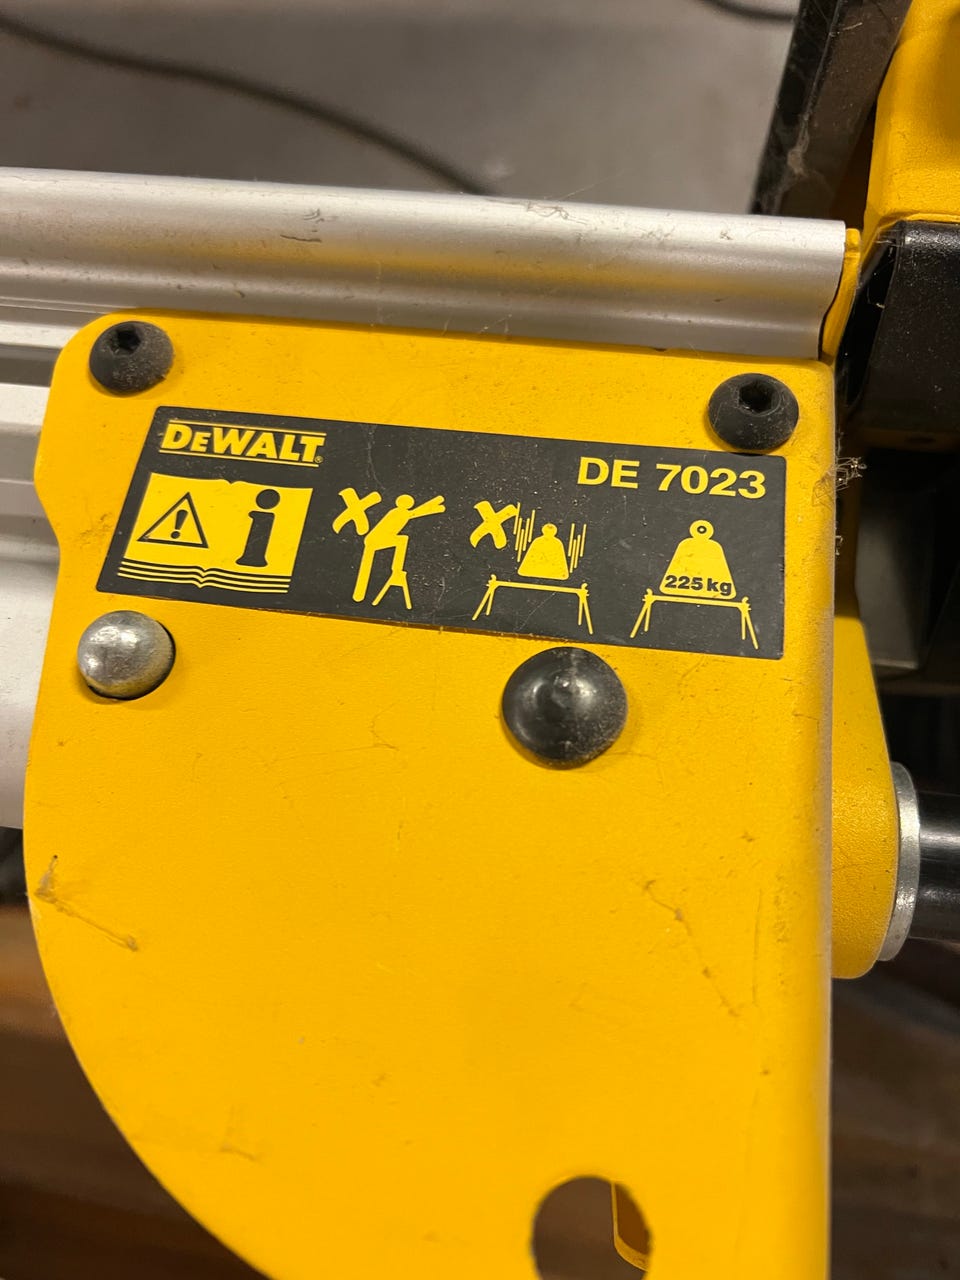 DEWALT®
DE 7023
!
i
225 kg